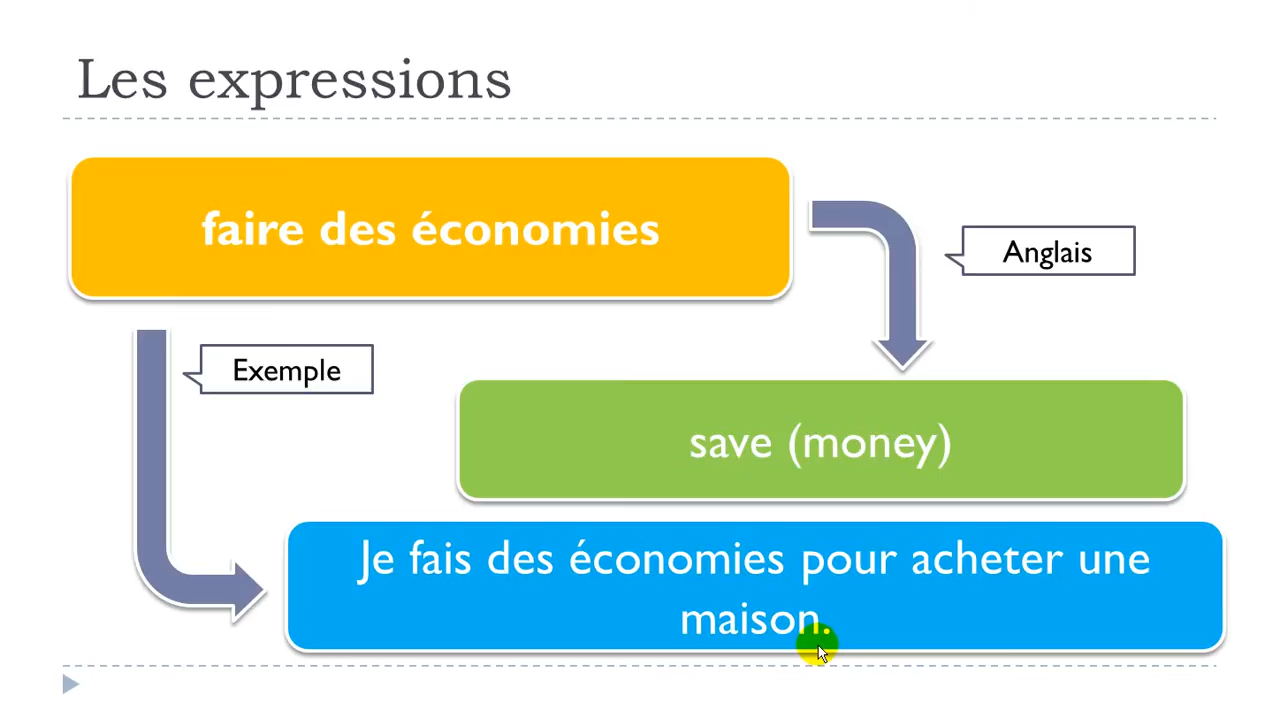 Les expressions
faire des économies
Anglais
Exemple
save (money)
Je fais des économies pour acheter une
maison.